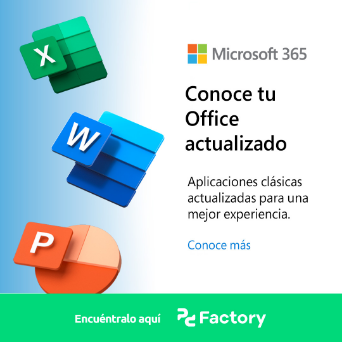 X
Microsoft 365
Conoce tu
Office
actualizado
W
Aplicaciones clásicas
actualizadas para una
mejor experiencia.
P
Conoce más
Encuéntralo aquí
Factory